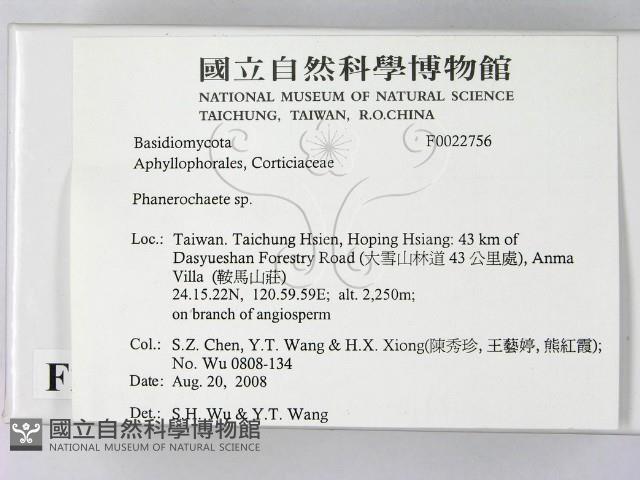 國立自然科學博物館
NATIONAL MUSEUM OF NATURAL SCIENCE
TAICHUNG, TAIWAN, R.O.CHINA
Basidiomycota F0022756
Aphyllophorales, Corticiaceae
Phanerochaete sp.
Loc.: Taiwan. Taichung Hsien, Hoping Hsiang: 43 km of
Dasyueshan Forestry Road (大雪山林道 43 公里處), Anma
Villa (鞍馬山莊)
24.15.22N, 120.59.59E; alt. 2,250m;
on branch of angiosperm
Col.: S.Z. Chen, Y.T. Wang & H.X. Xiong(陳秀珍, 王藝婷, 熊紅霞);
No. Wu 0808-134
Date: Aug. 20, 2008
Det.: S.H. Wu & Y.T. Wang
國立自然科學博物館
NATIONAL MUSEUM OF NATURAL SCIENCE